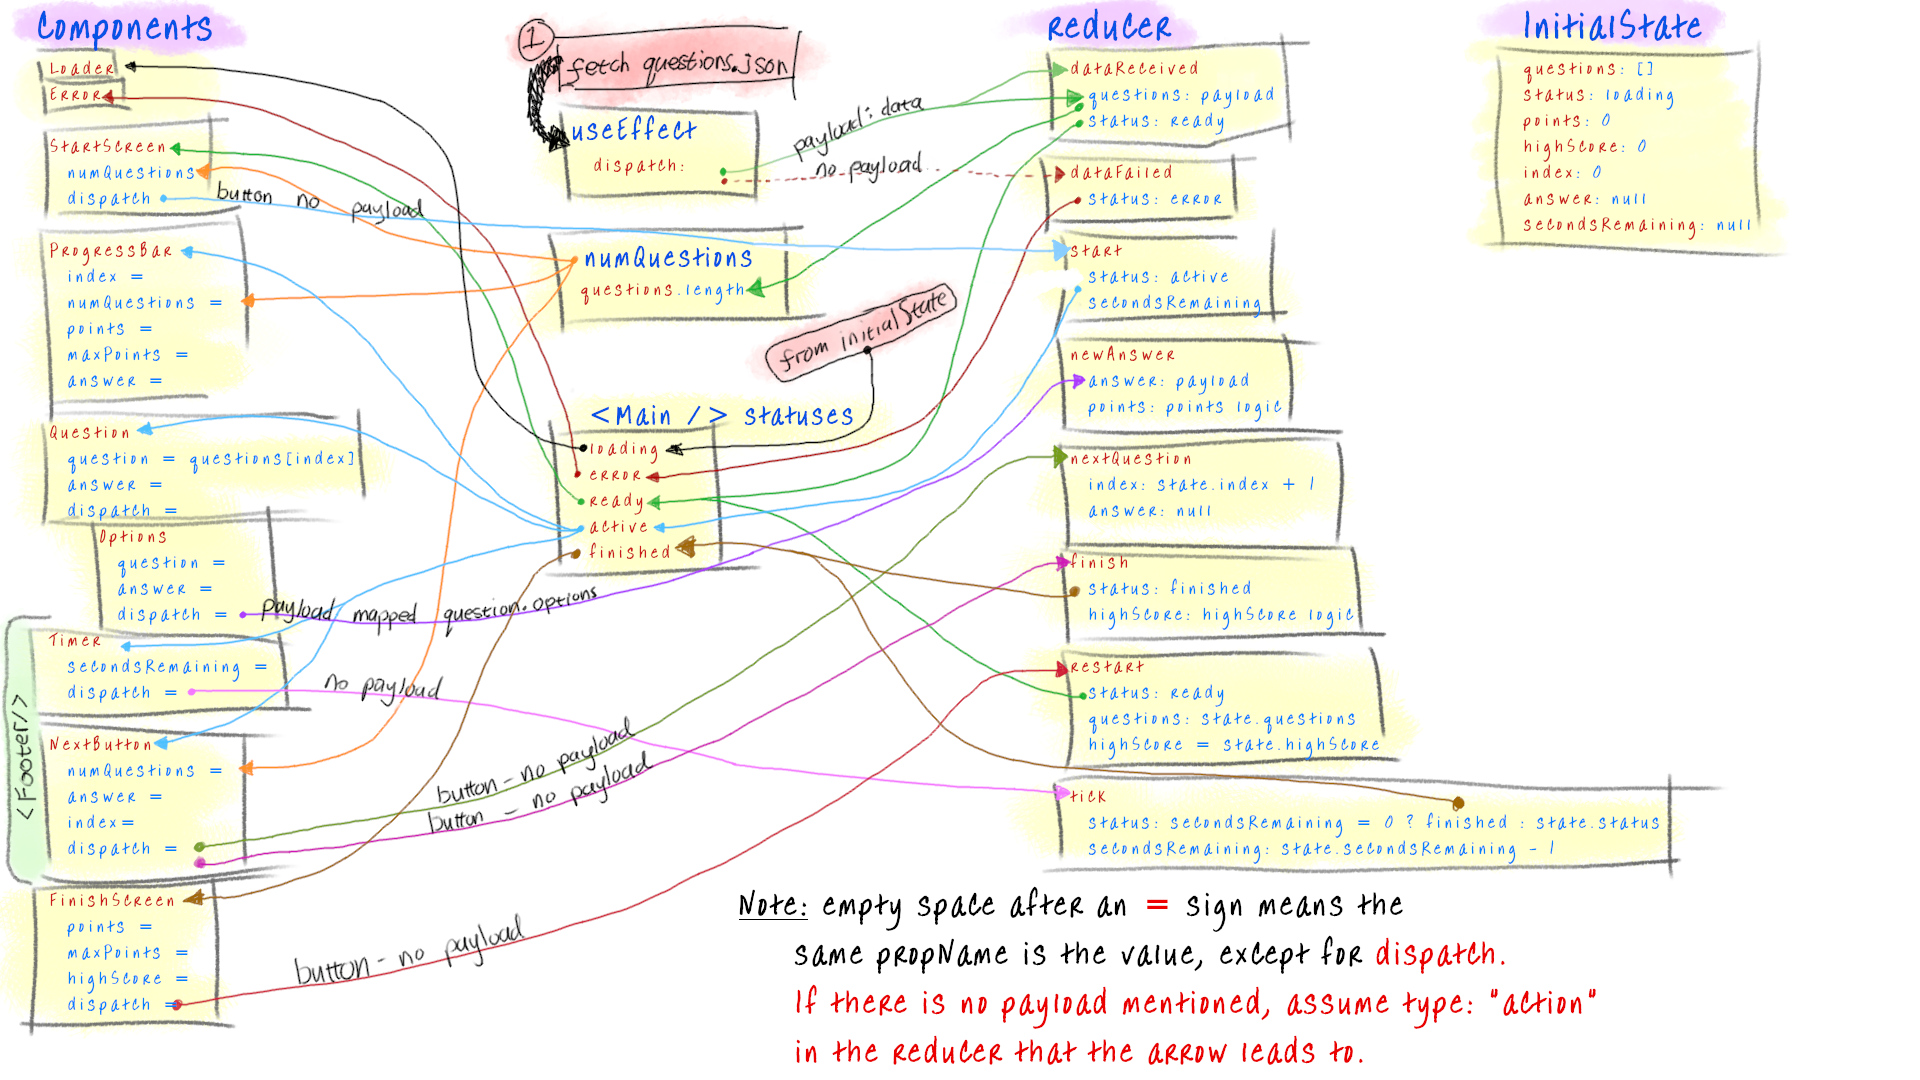 Components
Loader
Error
StartScreen
numQuestions
dispatch
button no payload
ProgressBar
index =
numQuestions =
points =
maxPoints =
answer =
Question
question = questions[index]
answer =
dispatch =
Options
question =
answer =
dispatch =
payload mapped question.options
<Footer/>
Timer
secondsRemaining =
dispatch =
no payload
NextButton
numQuestions =
answer =
index=
dispatch =
button - no payload
button - no payload
FinishScreen
points =
maxPoints =
highScore =
dispatch =
button - no payload
1
fetch questions.json
useEffect
dispatch:
payload: data
no payload
numQuestions
questions.length
from initialState
<Main /> statuses
loading
error
ready
active
finished
reducer
dataReceived
questions: payload
status: ready
dataFailed
status: error
start
status: active
secondsRemaining
newAnswer
answer: payload
points: points logic
nextQuestion
index: state.index + 1
answer: null
finish
status: finished
highScore: highScore logic
restart
status: ready
questions: state.questions
highScore = state.highScore
tick
status: secondsRemaining = 0 ? finished : state.status
secondsRemaining: state.secondsRemaining - 1
InitialState
questions: []
status: loading
points: 0
highScore: 0
index: 0
answer: null
secondsRemaining: null
Note: empty space after an = sign means the
same propName is the value, except for dispatch.
If there is no payload mentioned, assume type: "action"
in the reducer that the arrow leads to.